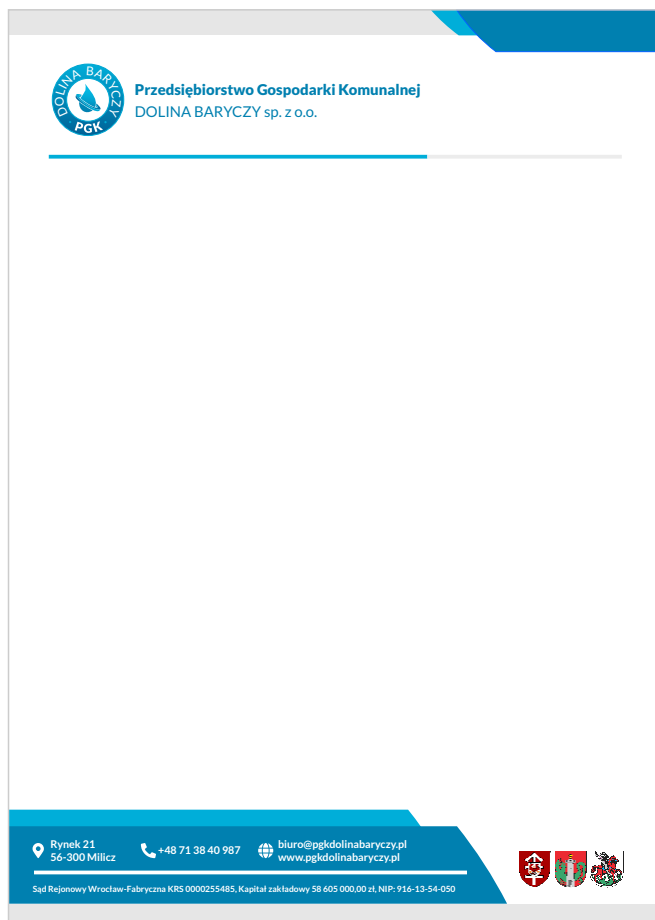 DOLINA BARYCZY
PGK
Przedsiębiorstwo Gospodarki Komunalnej
DOLINA BARYCZY sp. z o.o.
Rynek 21
56-300 Milicz
+48 71 38 40 987
biuro@pgkdolinabaryczy.pl
www.pgkdolinabaryczy.pl
Sąd Rejonowy Wrocław-Fabryczna KRS 0000255485, Kapitał zakładowy 58 605 000,00 zł, NIP: 916-13-54-050